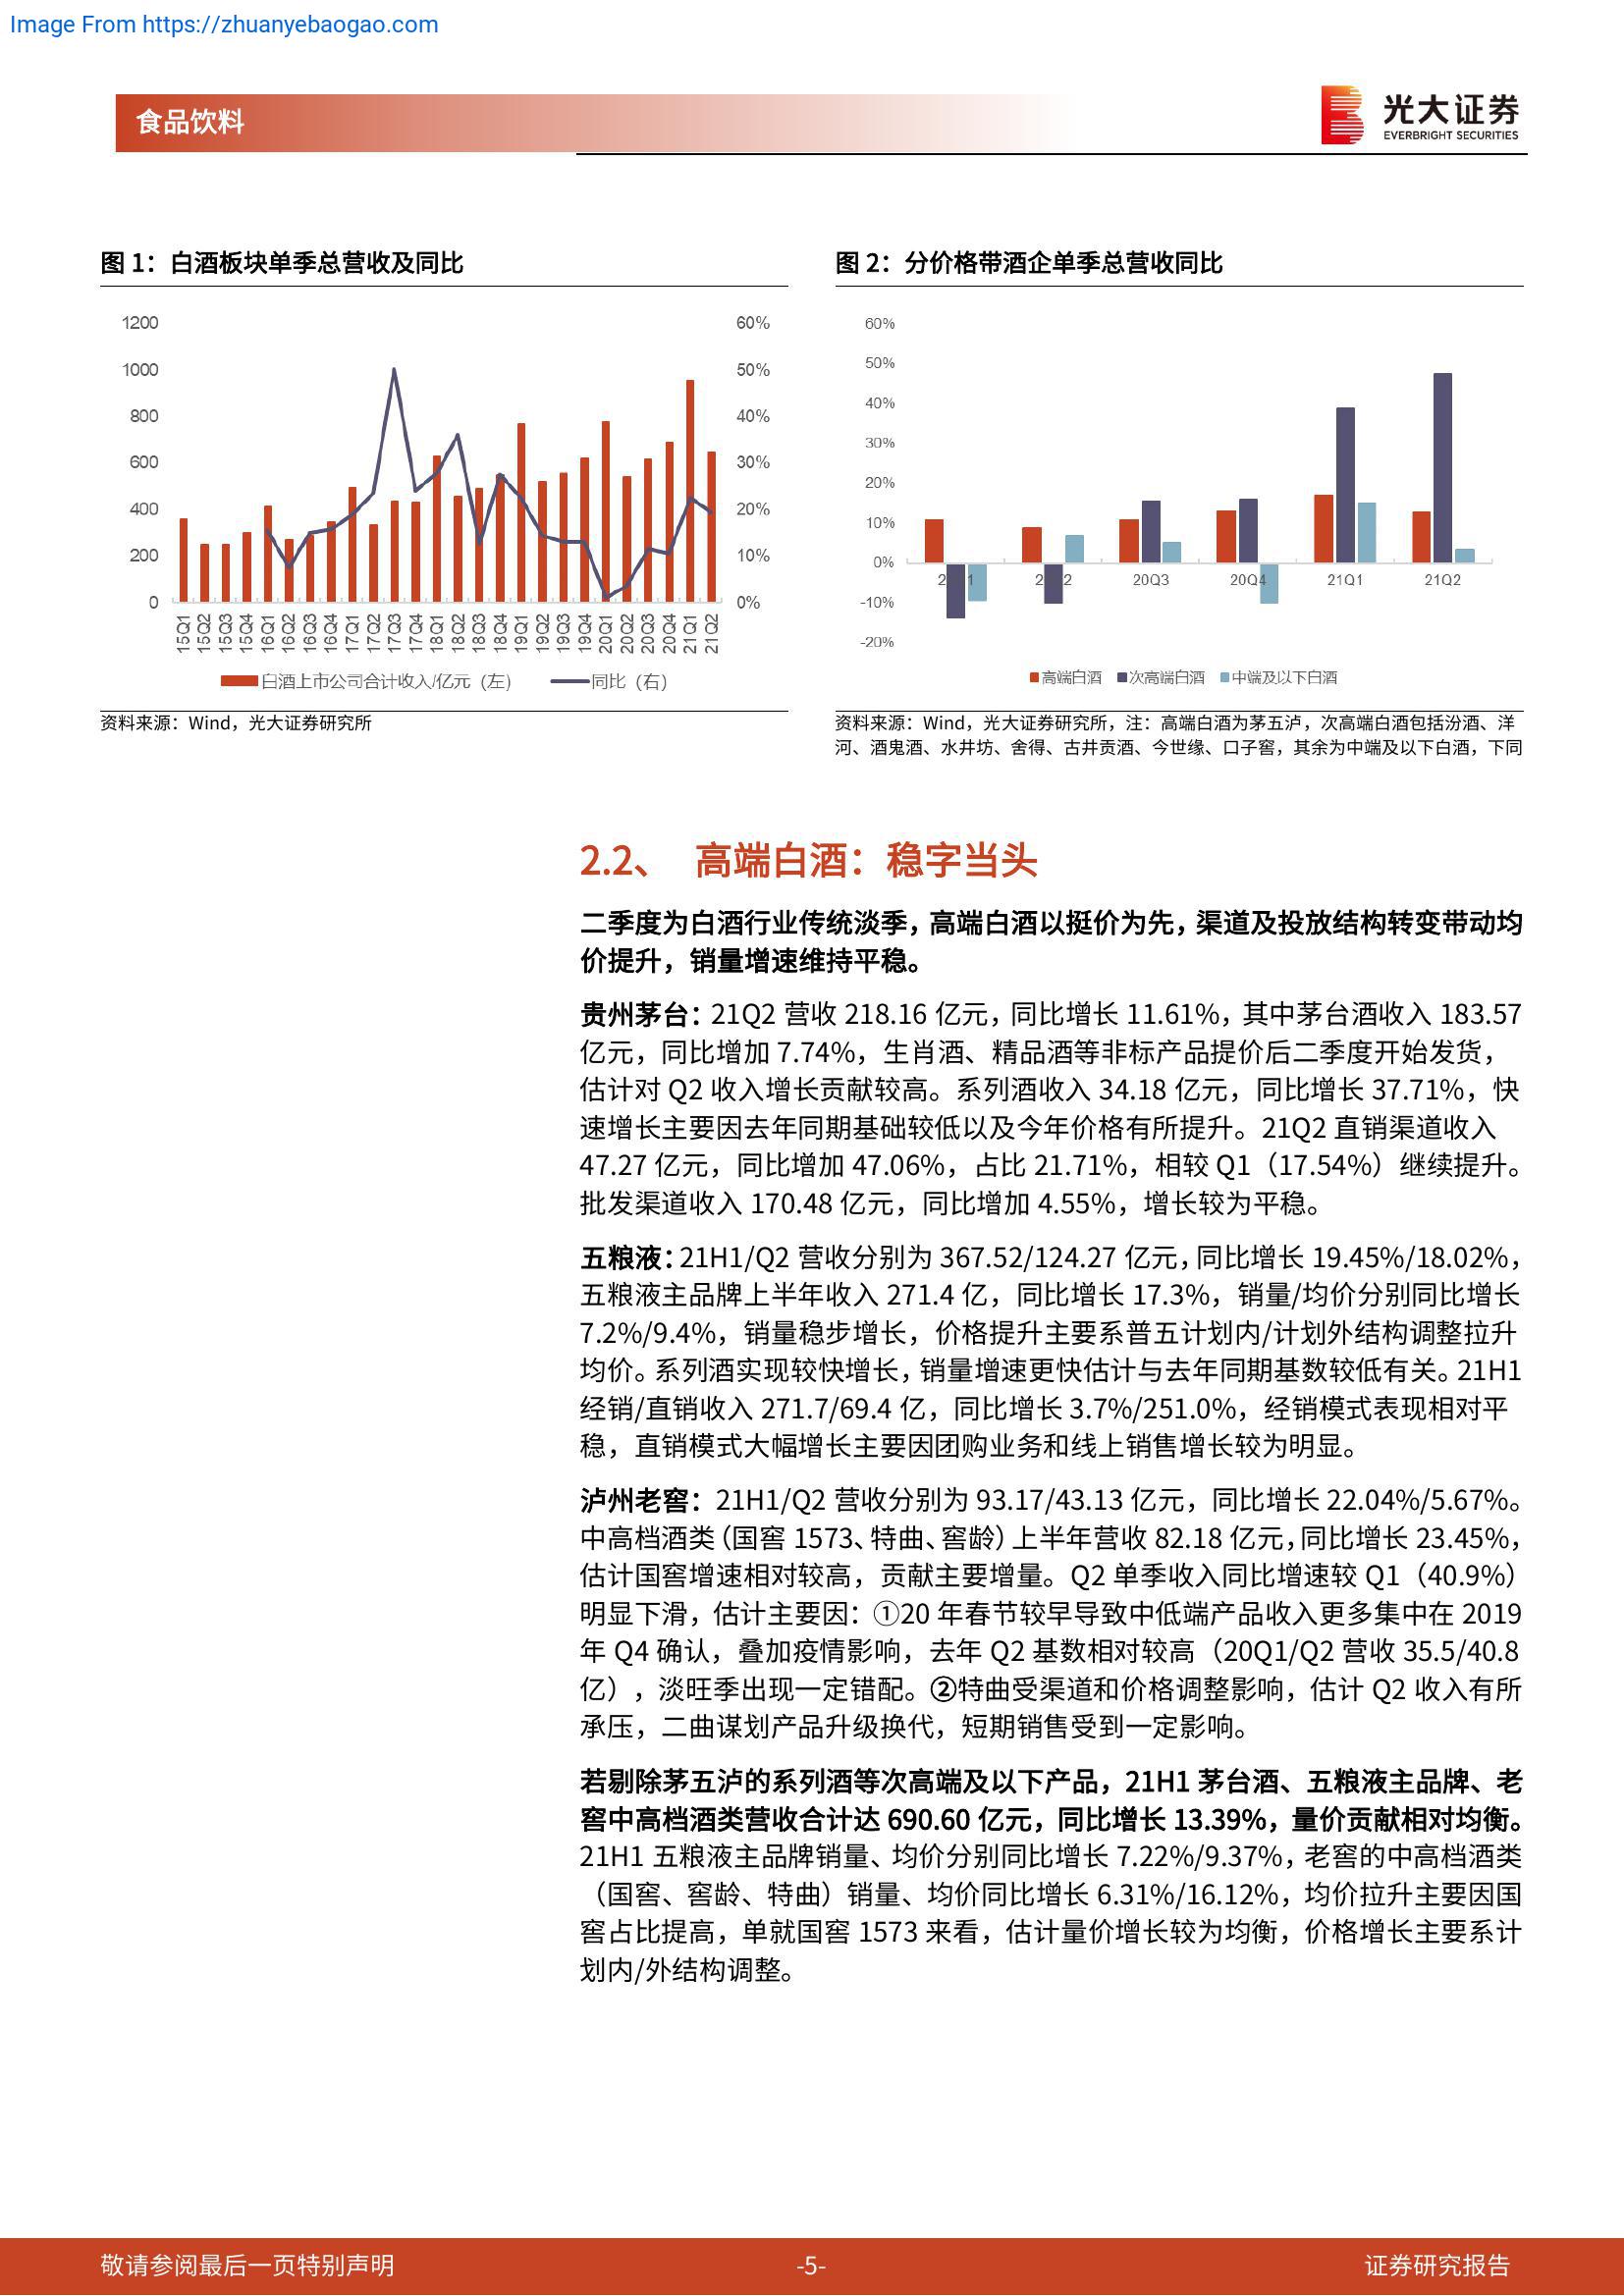 Image From https://zhuanyebaogao.com
食品饮料
光大证券
EVERBRIGHT SECURITIES
图 1：白酒板块单季总营收及同比
1200
1000
800
600
400
200
0
60%
50%
40%
30%
20%
10%
0%
15Q1
15Q2
15Q3
15Q4
16Q1
16Q2
16Q3
16Q4
17Q1
17Q2
17Q3
17Q4
18Q1
18Q2
18Q3
18Q4
19Q1
19Q2
19Q3
19Q4
20Q1
20Q2
20Q3
20Q4
21Q1
21Q2
白酒上市公司合计收入/亿元（左）
同比（右）
资料来源：Wind，光大证券研究所
图 2：分价格带酒企单季总营收同比
60%
50%
40%
30%
20%
10%
0%
-10%
-20%
20Q3
20Q4
21Q1
21Q2
高端白酒
次高端白酒
中端及以下白酒
资料来源：Wind，光大证券研究所，注：高端白酒为茅五泸，次高端白酒包括汾酒、洋
河、酒鬼酒、水井坊、舍得、古井贡酒、今世缘、口子窖，其余为中端及以下白酒，下同
2.2、 高端白酒：稳字当头
二季度为白酒行业传统淡季，高端白酒以挺价为先，渠道及投放结构转变带动均
价提升，销量增速维持平稳。
贵州茅台：21Q2 营收 218.16 亿元，同比增长 11.61%，其中茅台酒收入 183.57
亿元，同比增加 7.74%，生肖酒、精品酒等非标产品提价后二季度开始发货，
估计对 Q2 收入增长贡献较高。系列酒收入 34.18 亿元，同比增长 37.71%，快
速增长主要因去年同期基础较低以及今年价格有所提升。21Q2 直销渠道收入
47.27 亿元，同比增加 47.06%，占比 21.71%，相较 Q1（17.54%）继续提升。
批发渠道收入 170.48 亿元，同比增加 4.55%，增长较为平稳。
五粮液：21H1/Q2 营收分别为 367.52/124.27 亿元，同比增长 19.45%/18.02%，
五粮液主品牌上半年收入 271.4 亿，同比增长 17.3%，销量/均价分别同比增长
7.2%/9.4%，销量稳步增长，价格提升主要系普五计划内/计划外结构调整拉升
均价。系列酒实现较快增长，销量增速更快估计与去年同期基数较低有关。21H1
经销/直销收入 271.7/69.4 亿，同比增长 3.7%/251.0%，经销模式表现相对平
稳，直销模式大幅增长主要因团购业务和线上销售增长较为明显。
泸州老窖：21H1/Q2 营收分别为 93.17/43.13 亿元，同比增长 22.04%/5.67%。
中高档酒类（国窖 1573、特曲、窖龄）上半年营收 82.18 亿元，同比增长 23.45%，
估计国窖增速相对较高，贡献主要增量。Q2 单季收入同比增速较 Q1（40.9%）
明显下滑，估计主要因：①20 年春节较早导致中低端产品收入更多集中在 2019
年 Q4 确认，叠加疫情影响，去年 Q2 基数相对较高（20Q1/Q2 营收 35.5/40.8
亿），淡旺季出现一定错配。②特曲受渠道和价格调整影响，估计 Q2 收入有所
承压，二曲谋划产品升级换代，短期销售受到一定影响。
若剔除茅五泸的系列酒等次高端及以下产品，21H1 茅台酒、五粮液主品牌、老
窖中高档酒类营收合计达 690.60 亿元，同比增长 13.39%，量价贡献相对均衡。
21H1 五粮液主品牌销量、均价分别同比增长 7.22%/9.37%，老窖的中高档酒类
（国窖、窖龄、特曲）销量、均价同比增长 6.31%/16.12%，均价拉升主要因国
窖占比提高，单就国窖 1573 来看，估计量价增长较为均衡，价格增长主要系计
划内/外结构调整。
敬请参阅最后一页特别声明
-5-
证券研究报告